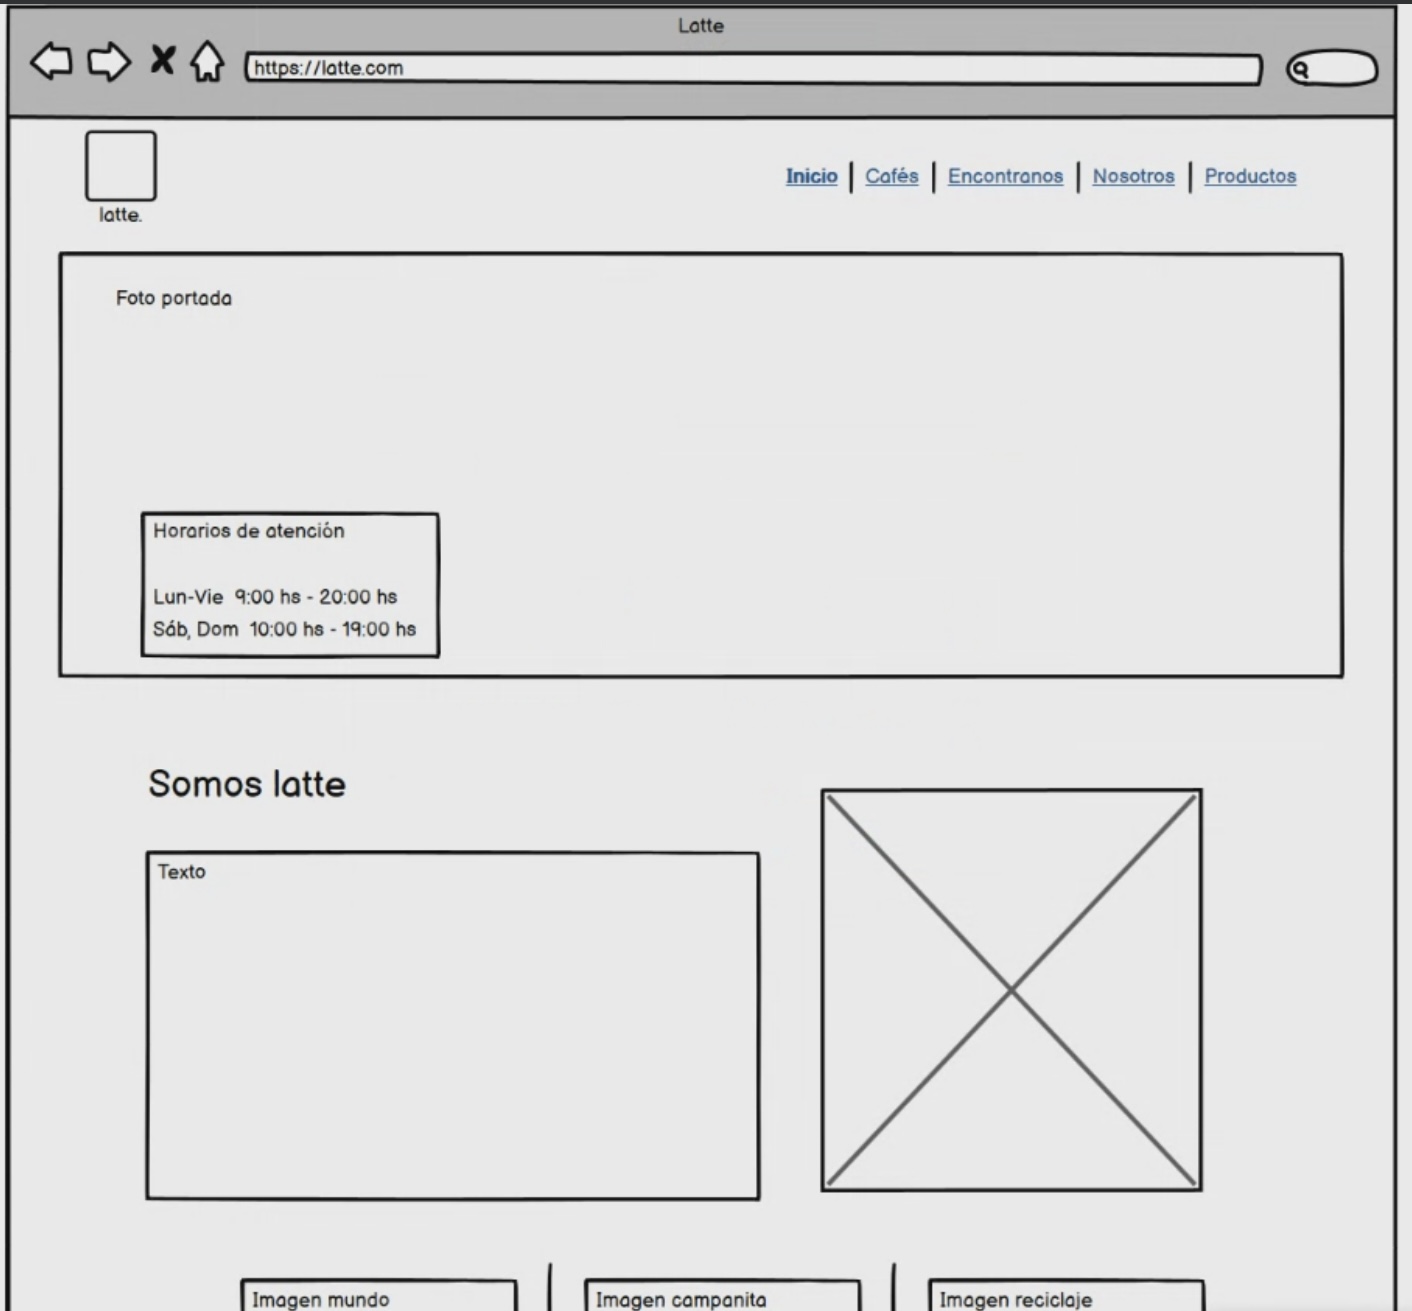 Latte
https://latte.com
latte.
Inicio | Cafés | Encontranos | Nosotros | Productos
Foto portada
Horarios de atención
Lun-Vie 9:00 hs - 20:00 hs
Sáb, Dom 10:00 hs - 19:00 hs
Somos latte
Texto
Imagen mundo
Imagen campanita
Imagen reciclaje